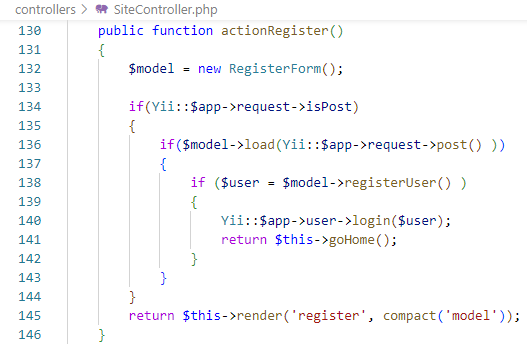 controllers > SiteController.php
130 public function actionRegister()
131 {
132 $model = new RegisterForm();
133
134 if(Yii::$app->request->isPost)
135 {
136 if($model->load(Yii::$app->request->post() ))
137 {
138 if ($user = $model->registerUser() )
139 {
140 Yii::$app->user->login($user);
141 return $this->goHome();
142 }
143 }
144 }
145 return $this->render('register', compact('model'));
146 }